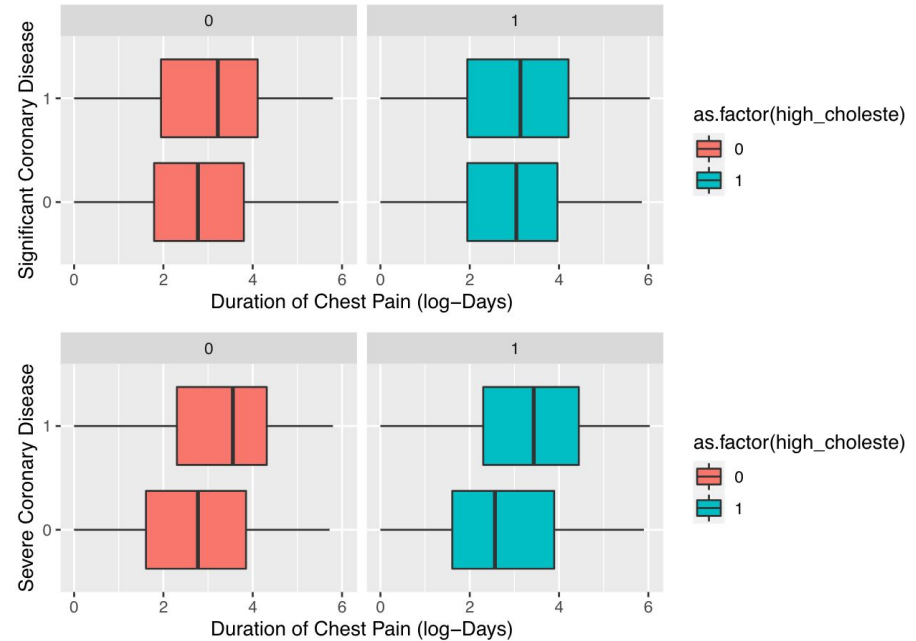 0
1
Significant Coronary Disease
1
0
0 2 4 6
0 2 4 6
Duration of Chest Pain (log−Days)
as.factor(high_choleste)
0
1
0
1
Severe Coronary Disease
1
0
0 2 4 6
0 2 4 6
Duration of Chest Pain (log−Days)
as.factor(high_choleste)
0
1